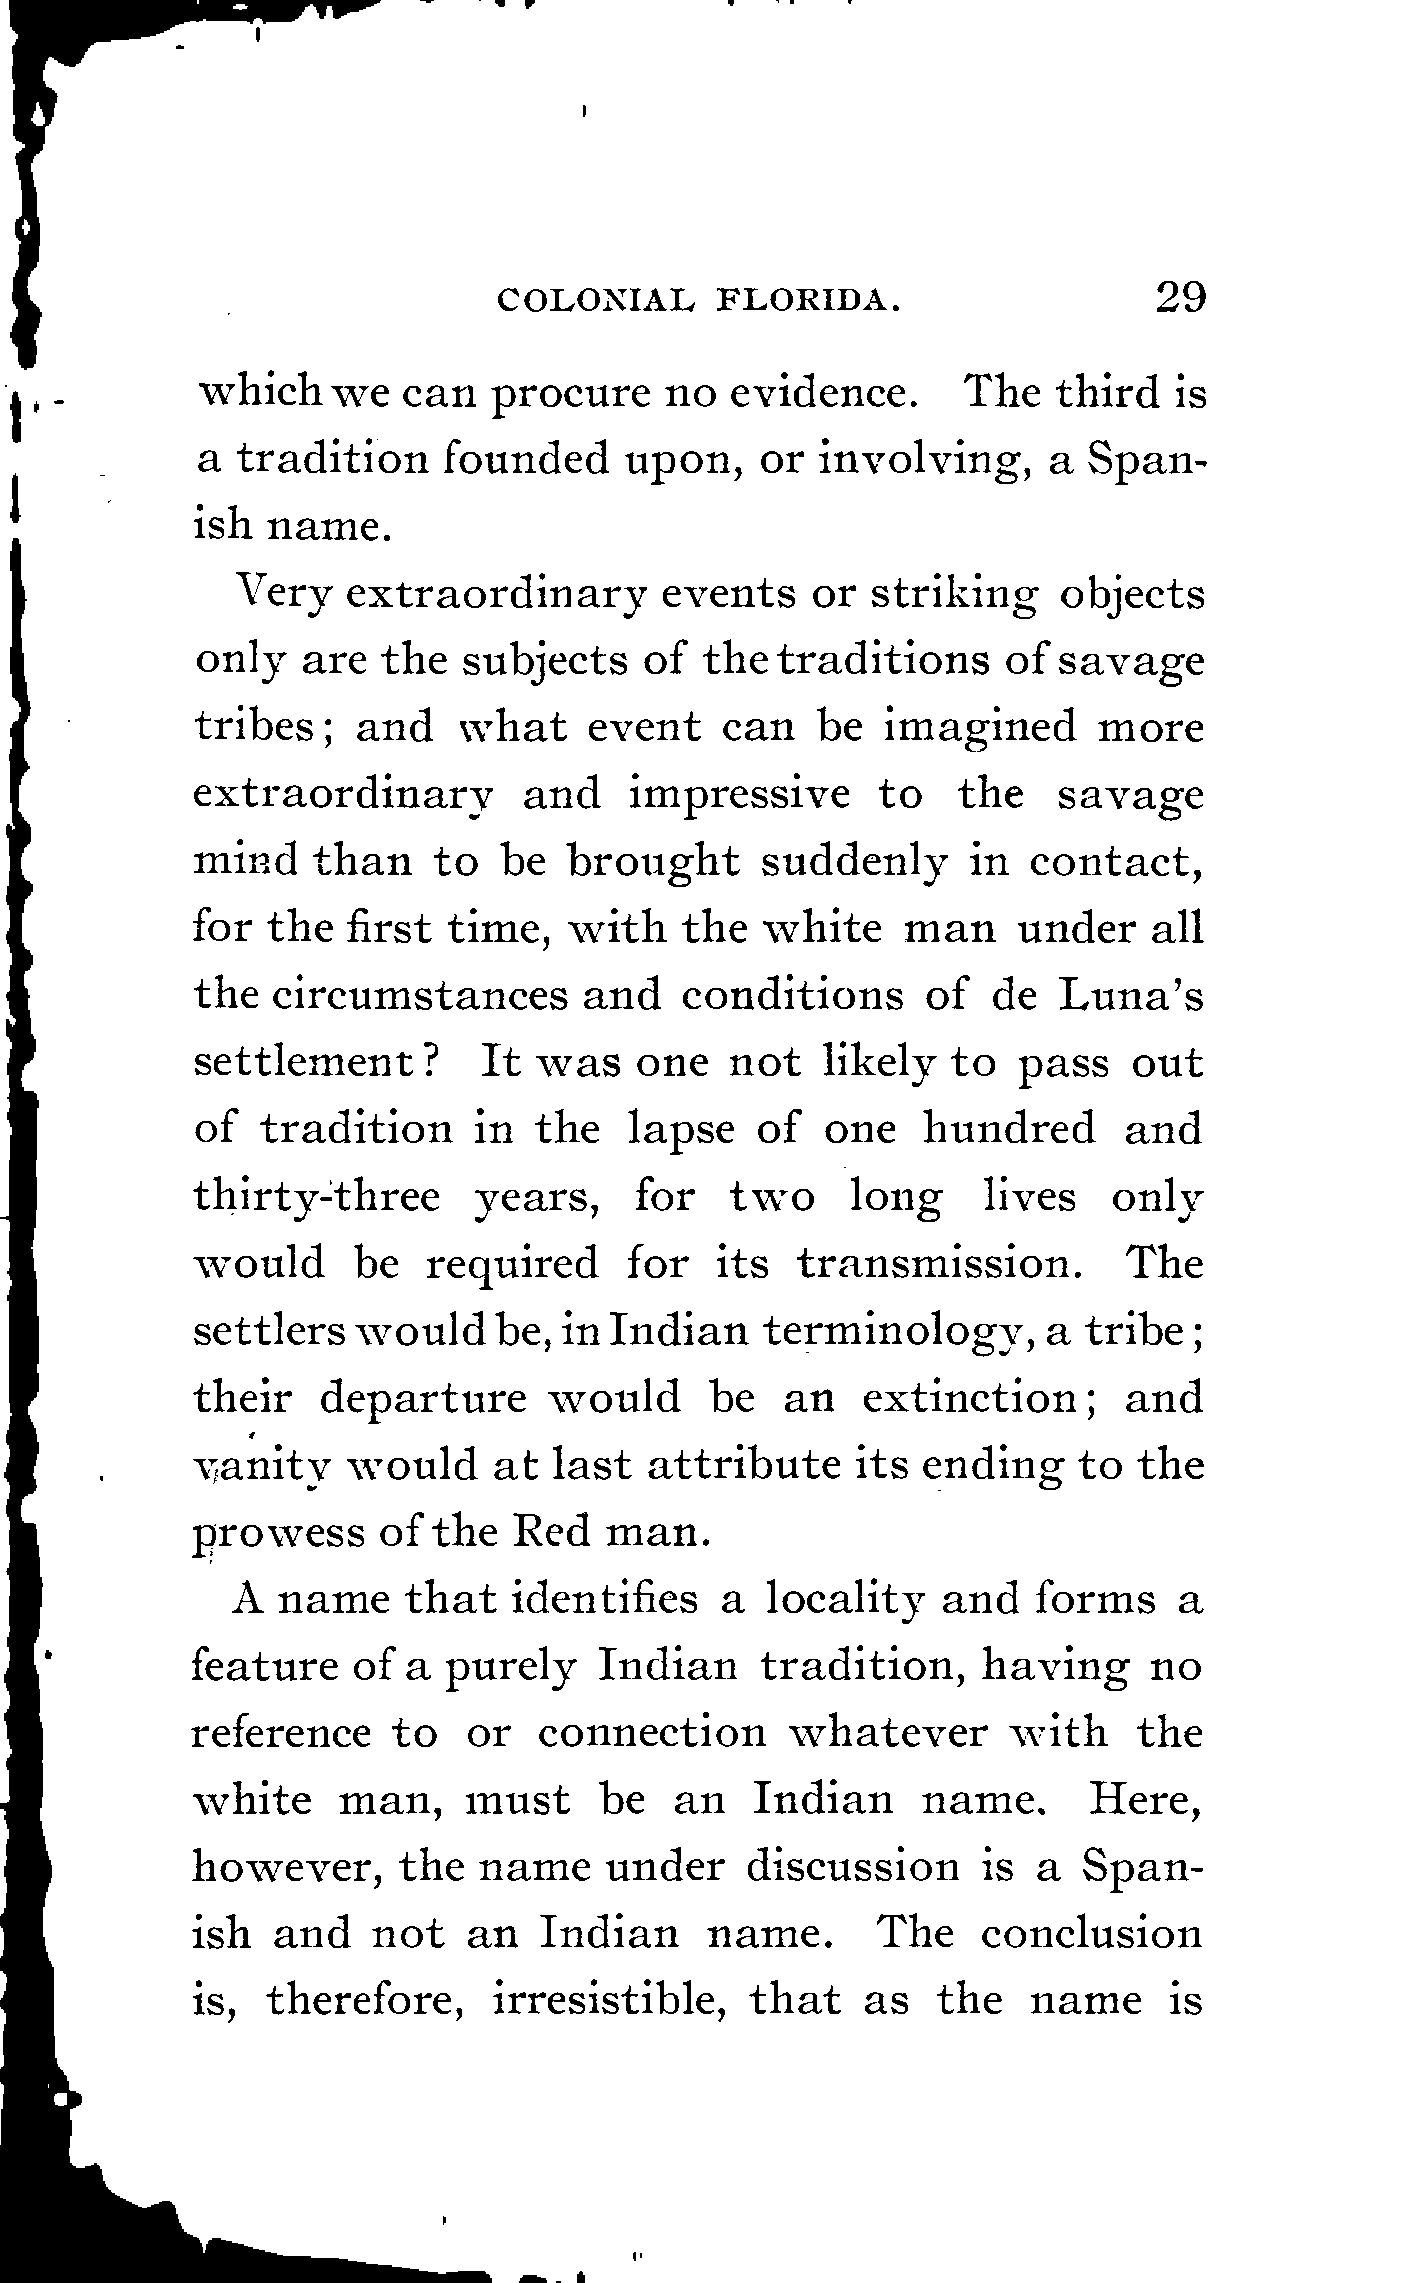 COLONIAL FLORIDA. 29
which we can procure no evidence. The third is
a tradition founded upon, or involving, a Span-
ish name.
Very extraordinary events or striking objects
only are the subjects of the traditions of savage
tribes; and what event can be imagined more
extraordinary and impressive to the savage
mind than to be brought suddenly in contact,
for the first time, with the white man under all
the circumstances and conditions of de Luna's
settlement? It was one not likely to pass out
of tradition in the lapse of one hundred and
thirty-three years, for two long lives only
would be required for its transmission. The
settlers would be, in Indian terminology, a tribe;
their departure would be an extinction; and
vanity would at last attribute its ending to the
prowess of the Red man.
A name that identifies a locality and forms a
feature of a purely Indian tradition, having no
reference to or connection whatever with the
white man, must be an Indian name. Here,
however, the name under discussion is a Span-
ish and not an Indian name. The conclusion
is, therefore, irresistible, that as the name is